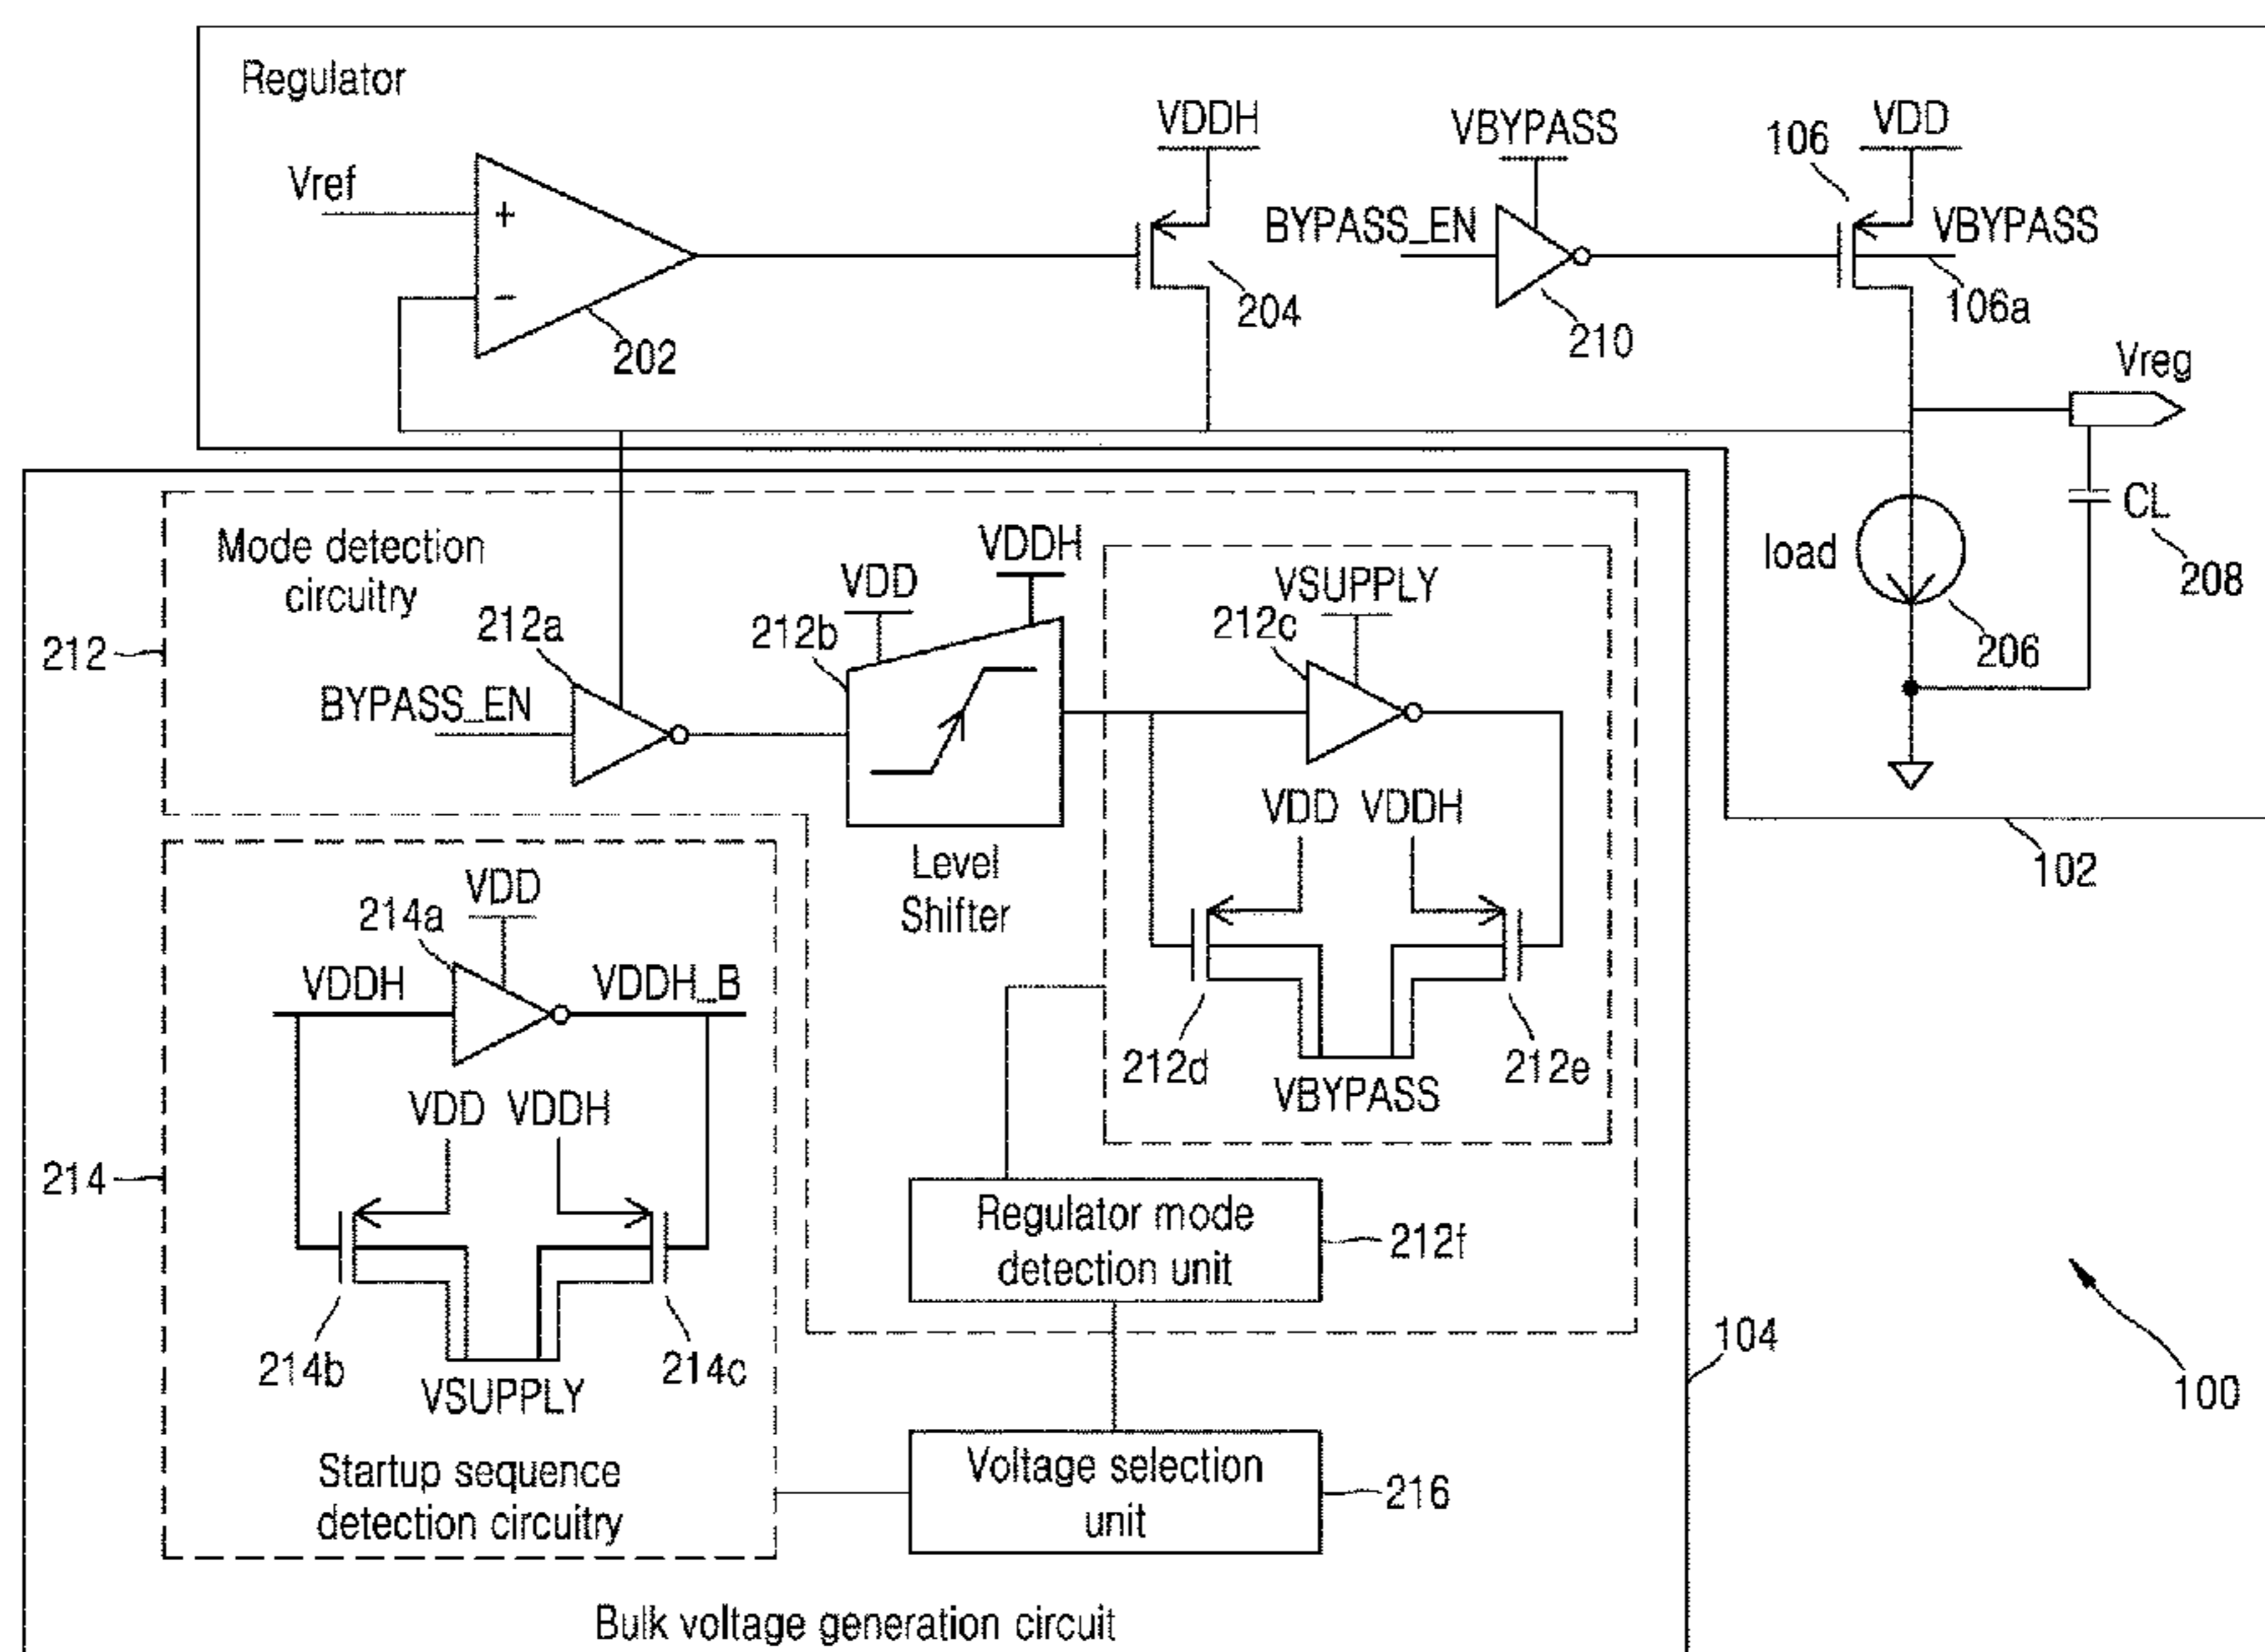 Regulator
Vref
+
-
202
VDDH
204
VBYPASS
BYPASS_EN
210
106
VDD
VBYPASS
106a
Vreg
CL
208
load
206
102
Mode detection
circuitry
212
212a
BYPASS_EN
212b
VDD
VDDH
Level
Shifter
VSUPPLY
212c
VDD VDDH
212d
212e
VBYPASS
Regulator mode
detection unit
212f
214
214a
VDD
VDDH
VDDH_B
VDD VDDH
214b
214c
VSUPPLY
Startup sequence
detection circuitry
Voltage selection
unit
216
104
100
Bulk voltage generation circuit